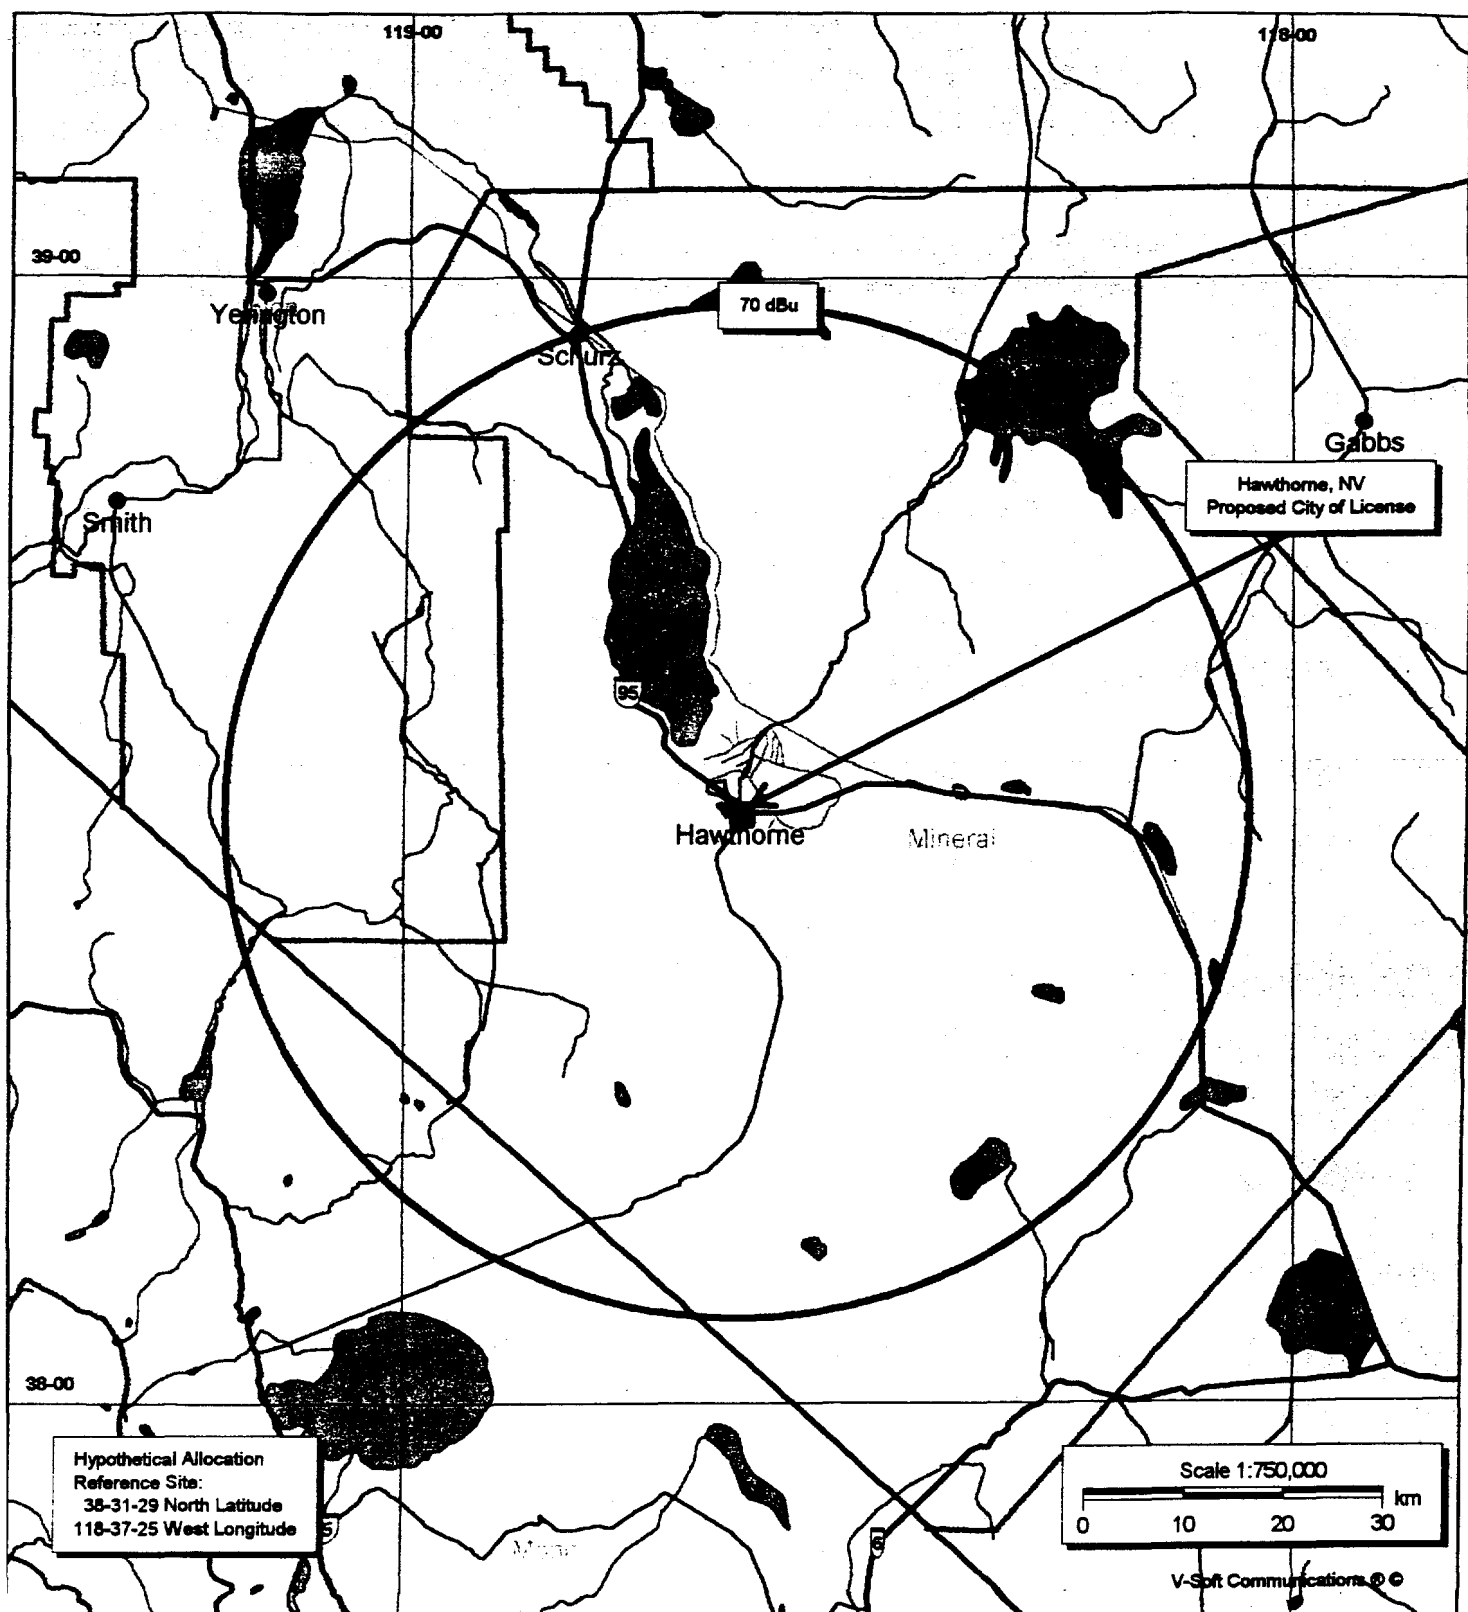 119-00
118-00
39-00
Yerington
70 dBu
Schurz
Gabbs
Hawthorne, NV
Proposed City of License
Smith
95
Hawthorne
Mineral
38-00
Hypothetical Allocation
Reference Site:
38-31-29 North Latitude
118-37-25 West Longitude
Scale 1:750,000
km
0 10 20 30
6
V-Soft Communications ® ©